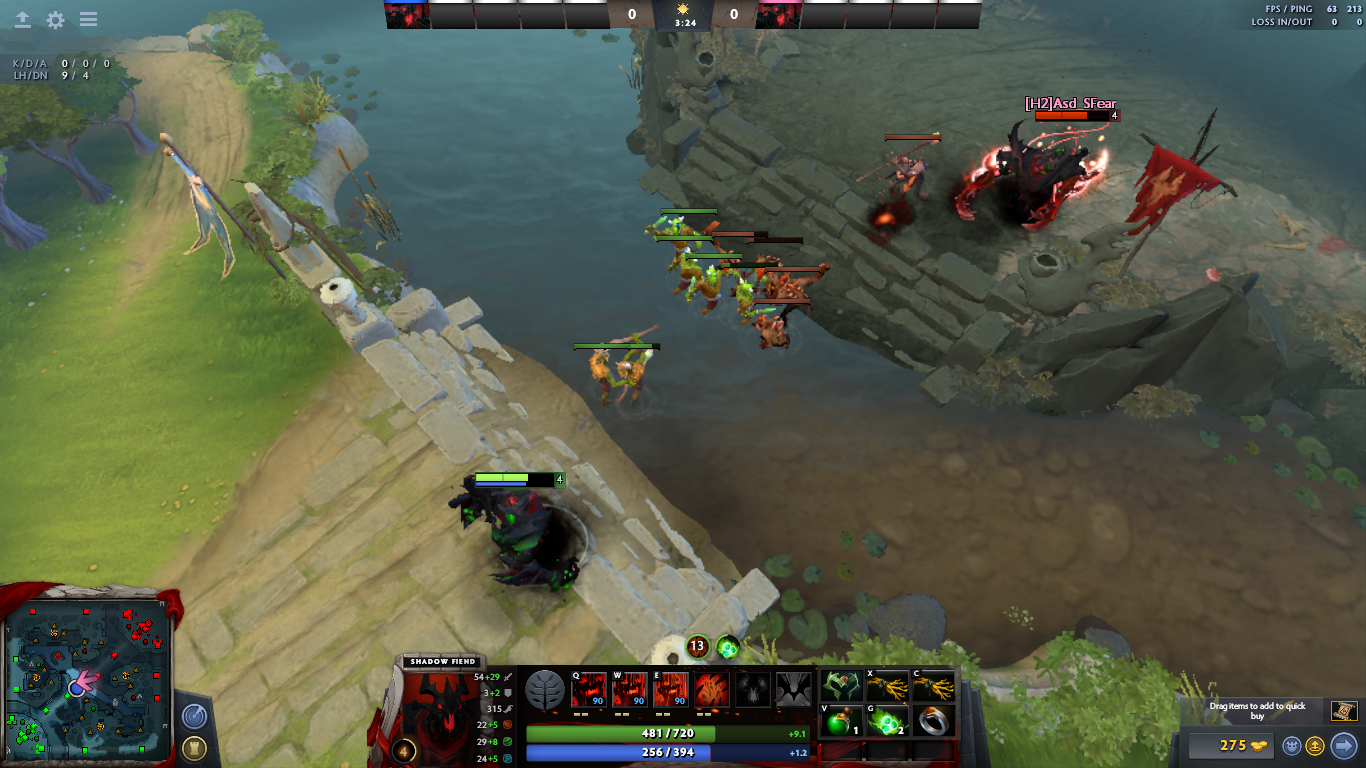 0 3:24 0
FPS / PING 63 213
LOSS IN/OUT 0 0
K/D/A 0 / 0 / 0
LH/DN 9 / 4
[H2]Asd_SFear
4
4
13
SHADOW FIEND
54+29
3+2
315
22+5
29+8
24+5
4
Q W E
90 90 90
X C
V G
1 2
481 / 720 +9.1
256 / 394 +1.2
Drag items to add to quick
buy
275